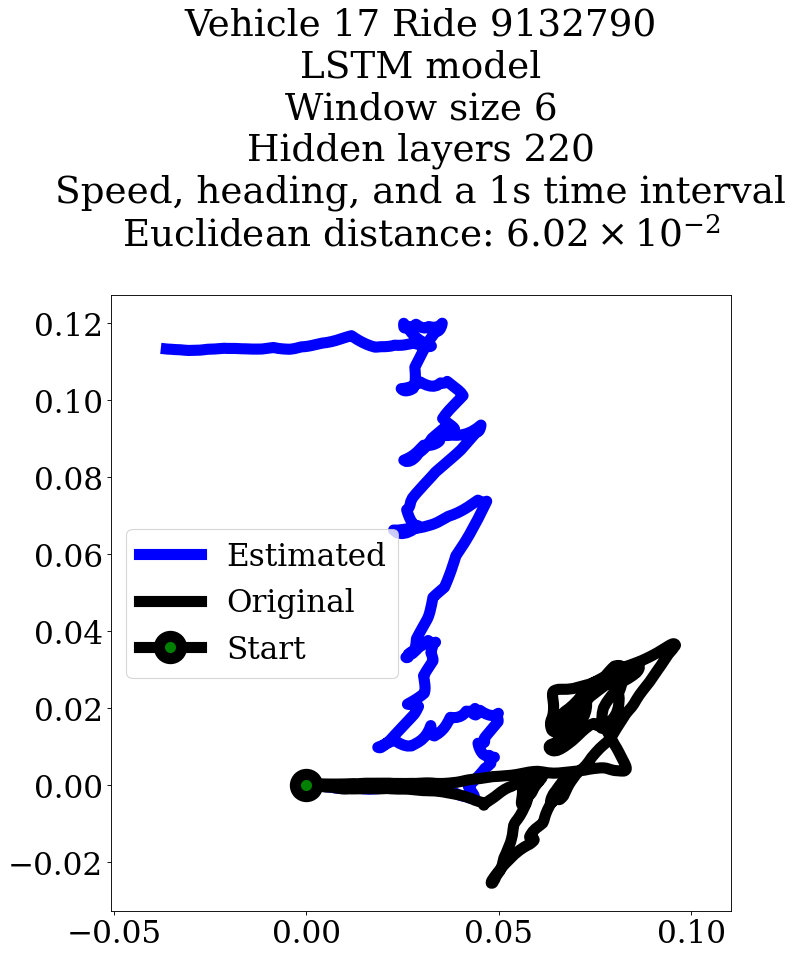 Vehicle 17 Ride 9132790
LSTM model
Window size 6
Hidden layers 220
Speed, heading, and a 1s time interval
Euclidean distance: 6.02 × 10⁻²
0.12
0.10
0.08
0.06
0.04
0.02
0.00
−0.02
Estimated
Original
Start
−0.05
0.00
0.05
0.10